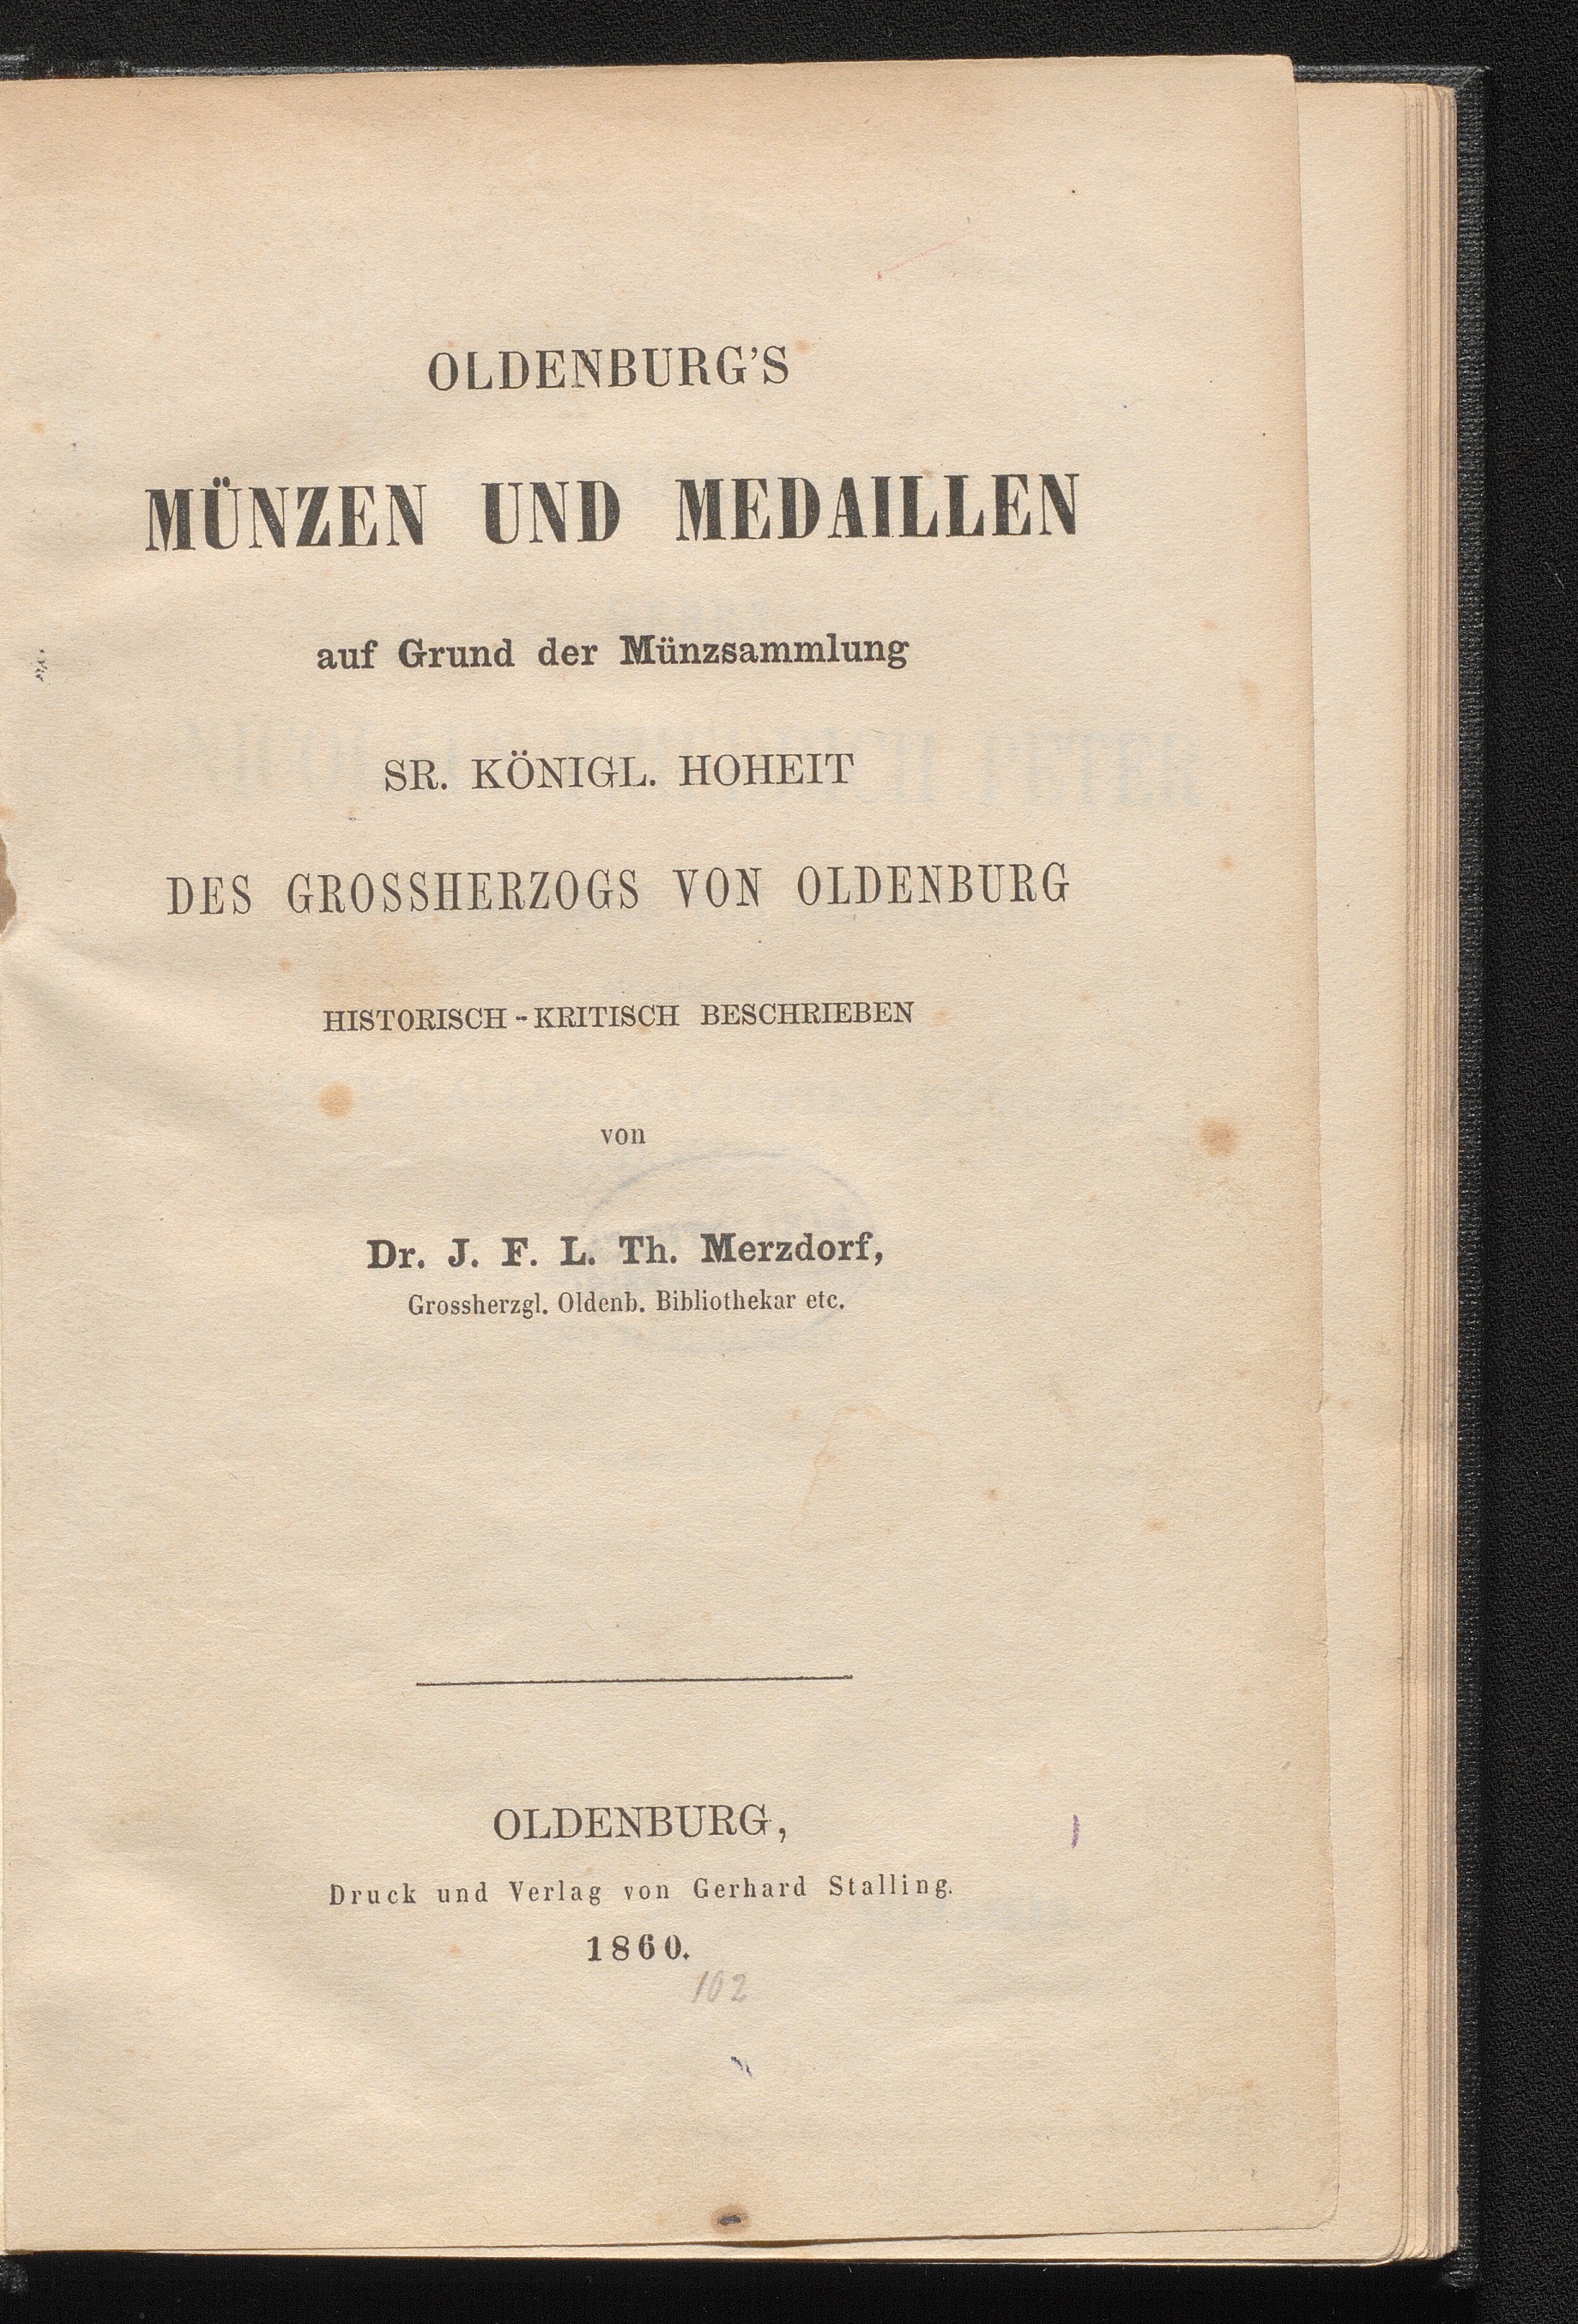 OLDENBURG'S
MÜNZEN UND MEDAILLEN
auf Grund der Münzsammlung
SR. KÖNIGL. HOHEIT
DES GROSSHERZOGS VON OLDENBURG
HISTORISCH-KRITISCH BESCHRIEBEN
von
Dr. J. F. L. Th. Merzdorf,
Grossherzgl. Oldenb. Bibliothekar etc.
OLDENBURG,
Druck und Verlag von Gerhard Stalling.
1860.
102